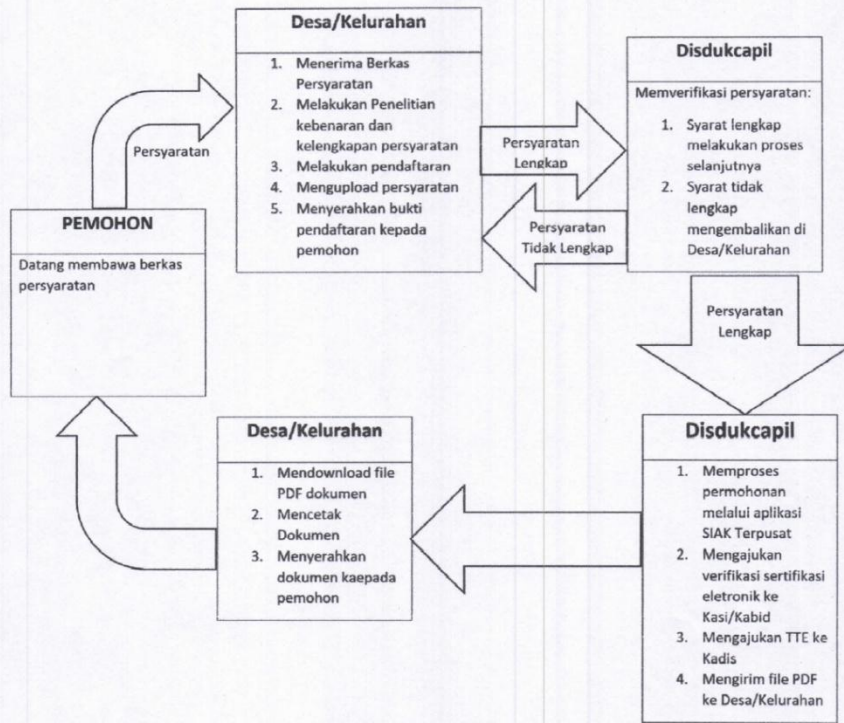 Desa/Kelurahan
1. Menerima Berkas
Persyaratan
2. Melakukan Penelitian
kebenaran dan
kelengkapan persyaratan
3. Melakukan pendaftaran
4. Mengupload persyaratan
5. Menyerahkan bukti
pendaftaran kepada
pemohon
Persyaratan
PEMOHON
Datang membawa berkas
persyaratan
Persyaratan
Lengkap
Persyaratan
Tidak Lengkap
Disdukcapil
Memverifikasi persyaratan:
1. Syarat lengkap
melakukan proses
selanjutnya
2. Syarat tidak
lengkap
mengembalikan di
Desa/Kelurahan
Persyaratan
Lengkap
Disdukcapil
1. Memproses
permohonan
melalui aplikasi
SIAK Terpusat
2. Mengajukan
verifikasi sertifikasi
eletronik ke
Kasi/Kabid
3. Mengajukan TTE ke
Kadis
4. Mengirim file PDF
ke Desa/Kelurahan
Desa/Kelurahan
1. Mendownload file
PDF dokumen
2. Mencetak
Dokumen
3. Menyerahkan
dokumen kaepada
pemohon